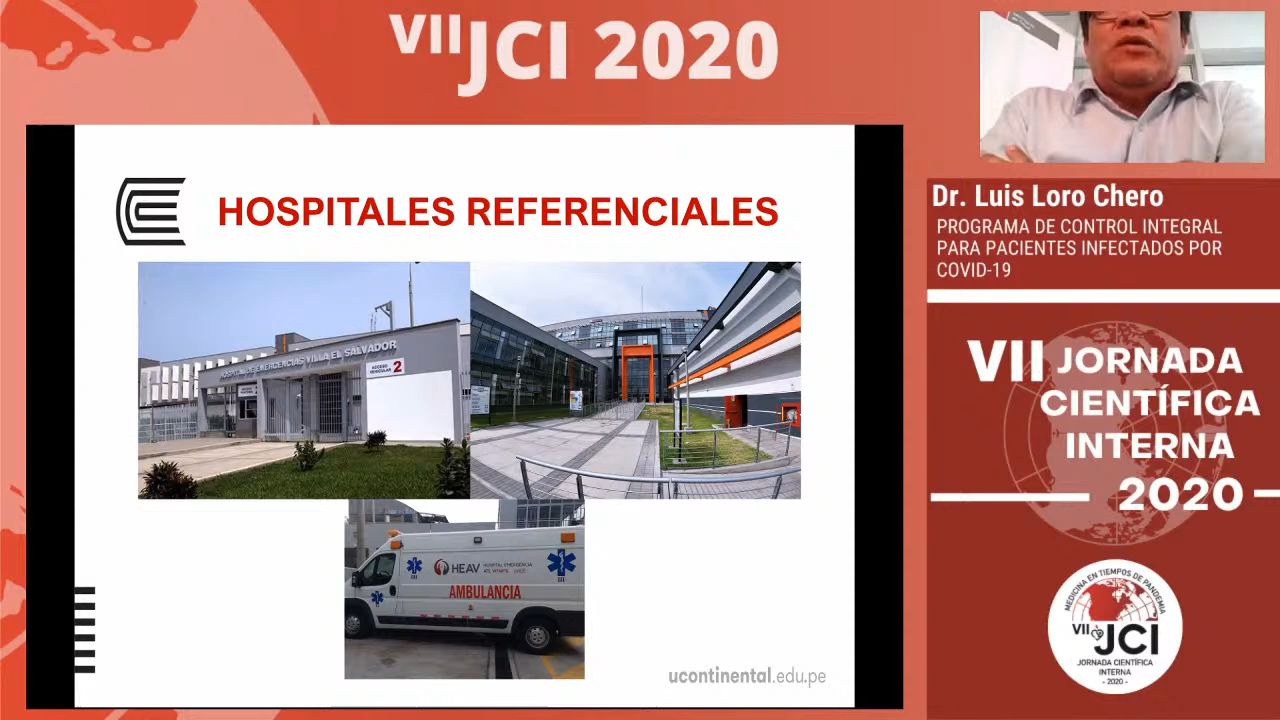 VII JCI 2020
HOSPITALES REFERENCIALES
HOSPITAL DE EMERGENCIAS VILLA EL SALVADOR
ACCESO
VEHICULAR 2
HEAV
HOSPITAL EMERGENCIA
AMBULANCIA
ucontinental.edu.pe
Dr. Luis Loro Chero
PROGRAMA DE CONTROL INTEGRAL
PARA PACIENTES INFECTADOS POR
COVID-19
VII JORNADA
CIENTÍFICA
INTERNA
2020
MEDICINA EN TIEMPOS DE PANDEMIA
VII JCI
JORNADA CIENTÍFICA
INTERNA
- 2020 -